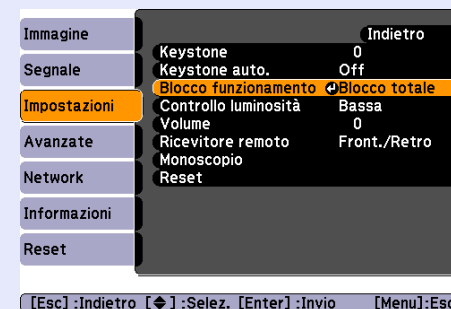 Immagine
Segnale
Impostazioni
Avanzate
Network
Informazioni
Reset
Indietro
Keystone 0
Keystone auto. Off
Blocco funzionamento Blocco totale
Controllo luminosità Bassa
Volume 0
Ricevitore remoto Front./Retro
Monoscopio
Reset
[Esc] :Indietro [◆] :Selez. [Enter] :Invio [Menu]:Esc